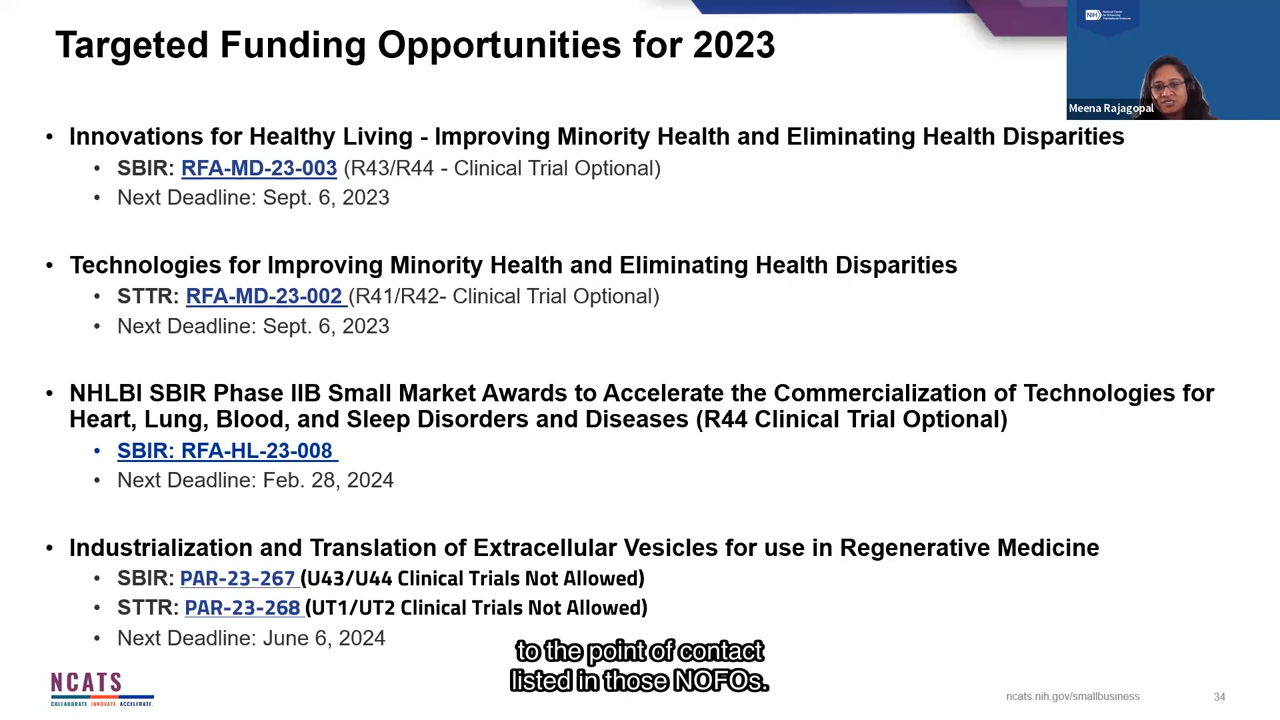 Targeted Funding Opportunities for 2023
NIH
National Center
for Advancing
Translational Sciences
Meena Rajagopal
• Innovations for Healthy Living - Improving Minority Health and Eliminating Health Disparities
• SBIR: RFA-MD-23-003 (R43/R44 - Clinical Trial Optional)
• Next Deadline: Sept. 6, 2023
• Technologies for Improving Minority Health and Eliminating Health Disparities
• STTR: RFA-MD-23-002 (R41/R42- Clinical Trial Optional)
• Next Deadline: Sept. 6, 2023
• NHLBI SBIR Phase IIB Small Market Awards to Accelerate the Commercialization of Technologies for
Heart, Lung, Blood, and Sleep Disorders and Diseases (R44 Clinical Trial Optional)
• SBIR: RFA-HL-23-008
• Next Deadline: Feb. 28, 2024
• Industrialization and Translation of Extracellular Vesicles for use in Regenerative Medicine
• SBIR: PAR-23-267 (U43/U44 Clinical Trials Not Allowed)
• STTR: PAR-23-268 (UT1/UT2 Clinical Trials Not Allowed)
• Next Deadline: June 6, 2024
to the point of contact
listed in those NOFOs.
NCATS
COLLABORATE. INNOVATE. ACCELERATE.
ncats.nih.gov/smallbusiness
34